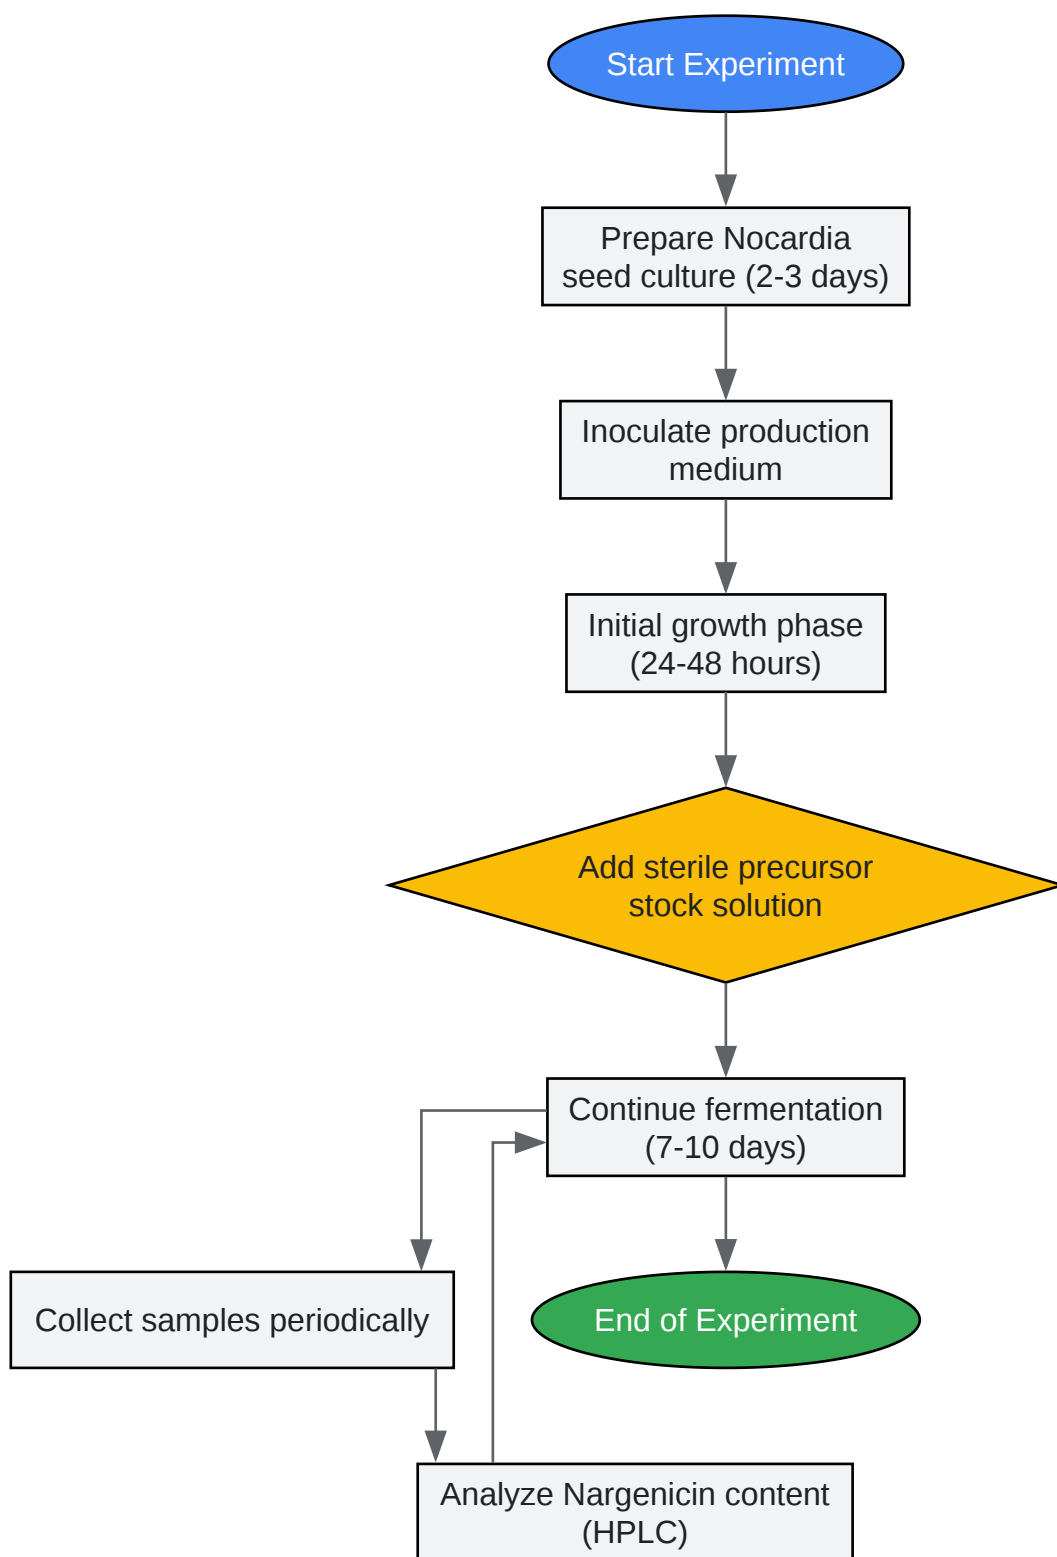 Start Experiment
Prepare Nocardia
seed culture (2-3 days)
Inoculate production
medium
Initial growth phase
(24-48 hours)
Add sterile precursor
stock solution
Continue fermentation
(7-10 days)
Collect samples periodically
End of Experiment
Analyze Nargenicin content
(HPLC)